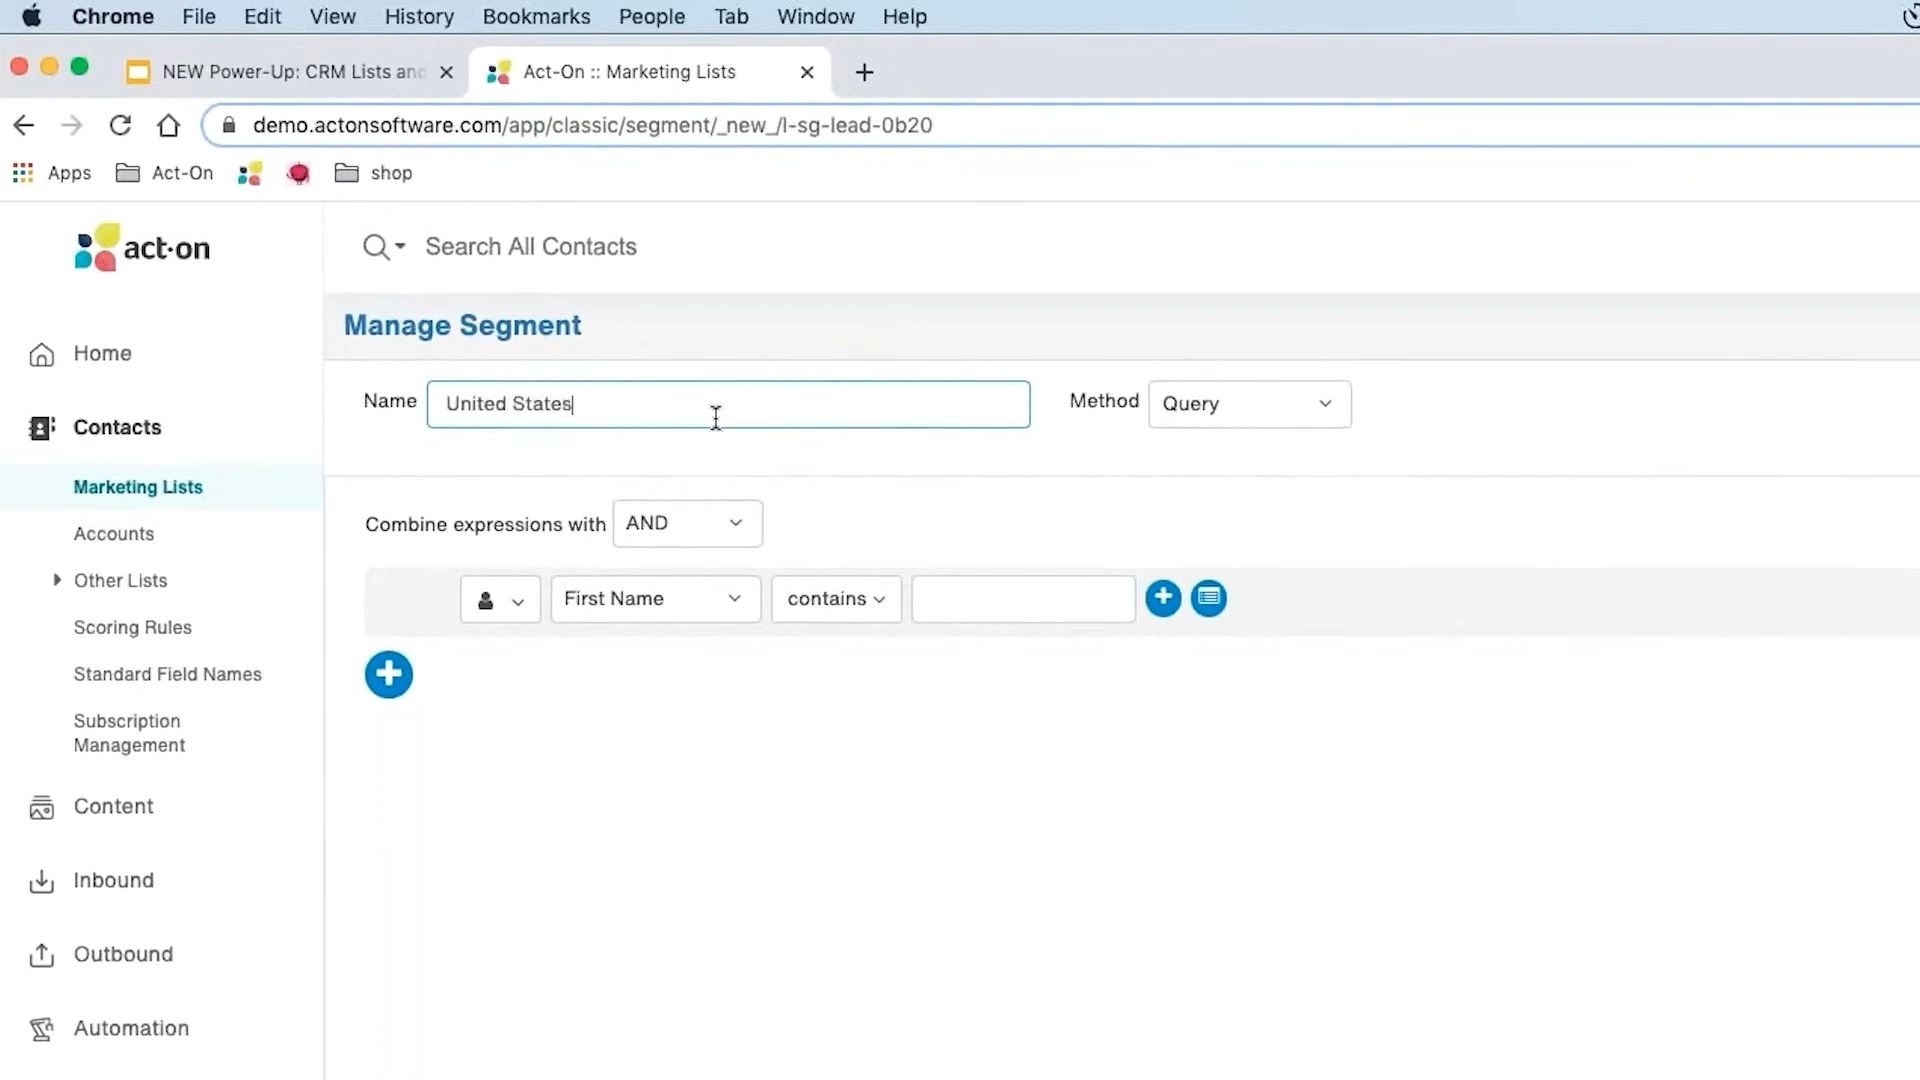 Chrome File Edit View History Bookmarks People Tab Window Help
NEW Power-Up: CRM Lists and
Act-On :: Marketing Lists
demo.actonsoftware.com/app/classic/segment/_new_/l-sg-lead-0b20
Apps Act-On shop
act-on
Search All Contacts
Manage Segment
Home
Name United States Method Query
Contacts
Marketing Lists
Combine expressions with AND
Accounts
Other Lists
First Name contains
Scoring Rules
Standard Field Names
Subscription
Management
Content
Inbound
Outbound
Automation